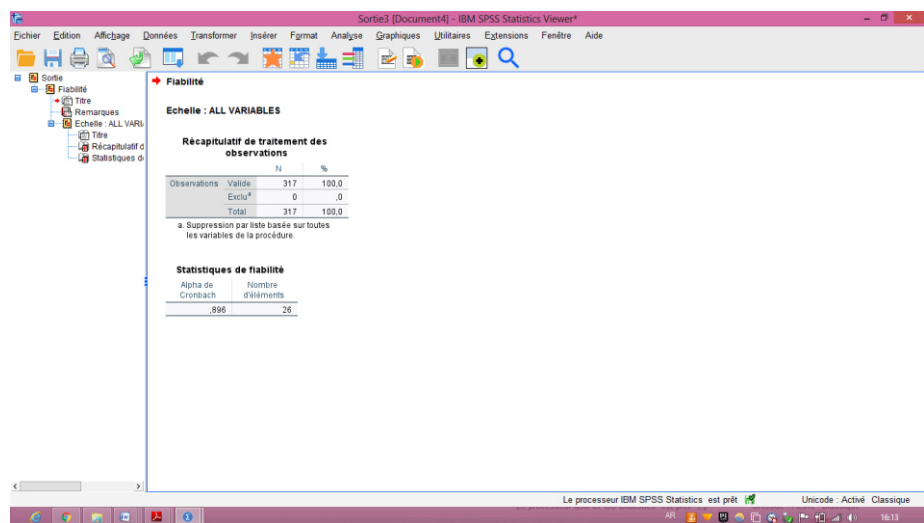 Sortie3 [Document4] - IBM SPSS Statistics Viewer*
Fichier Edition Affichage Données Transformer Insérer Format Analyse Graphiques Utilitaires Extensions Fenêtre Aide
Sortie
Fiabilité
Titre
Remarques
Echelle : ALL VARI
Titre
Récapitulatif d
Statistiques d
Fiabilité
Echelle : ALL VARIABLES
Récapitulatif de traitement des
observations
N %
Observations Valide 317 100,0
Exclu^a 0 ,0
Total 317 100,0
a. Suppression par liste basée sur toutes
les variables de la procédure.
Statistiques de fiabilité
Alpha de Nombre
Cronbach d'éléments
,896 26
Le processeur IBM SPSS Statistics est prêt Unicode : Activé Classique
AR 16:13